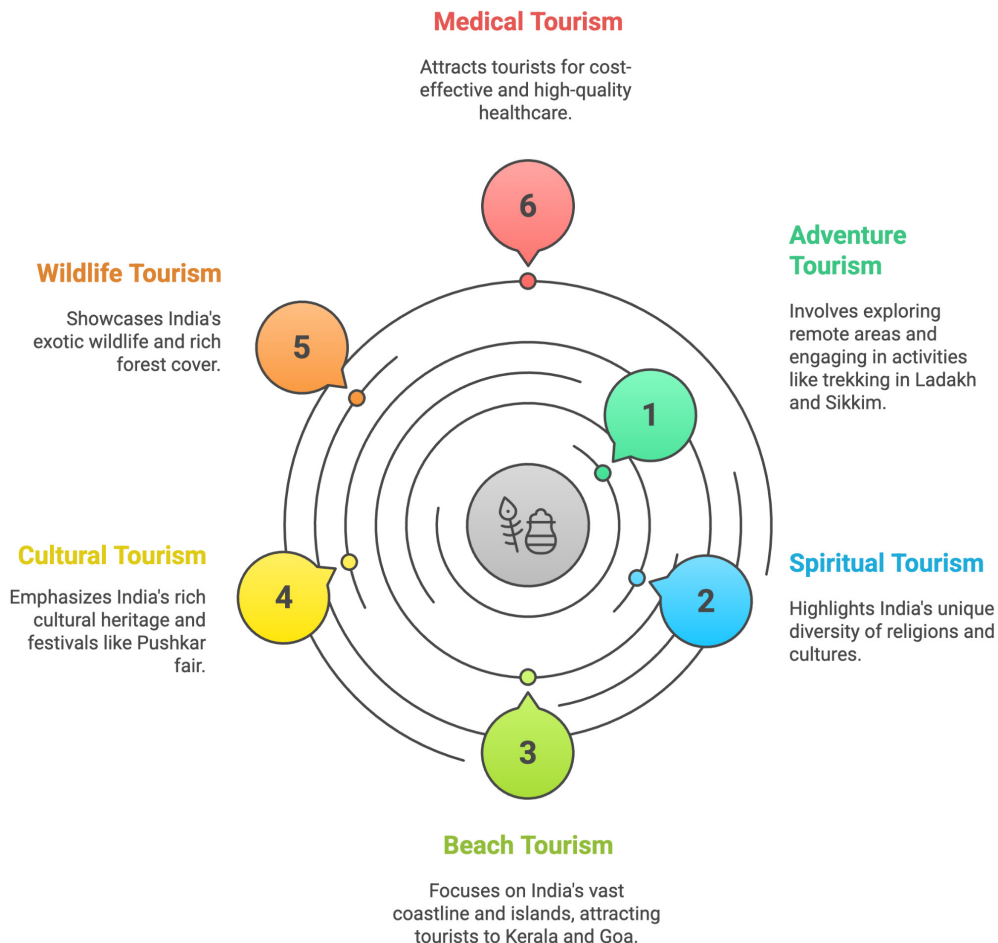 Medical Tourism
Attracts tourists for cost-
effective and high-quality
healthcare.
6
Adventure
Tourism
Involves exploring
remote areas and
engaging in activities
like trekking in Ladakh
and Sikkim.
1
Wildlife Tourism
Showcases India's
exotic wildlife and rich
forest cover.
5
Cultural Tourism
Emphasizes India's rich
cultural heritage and
festivals like Pushkar
fair.
4
Spiritual Tourism
Highlights India's unique
diversity of religions and
cultures.
2
3
Beach Tourism
Focuses on India's vast
coastline and islands, attracting
tourists to Kerala and Goa.